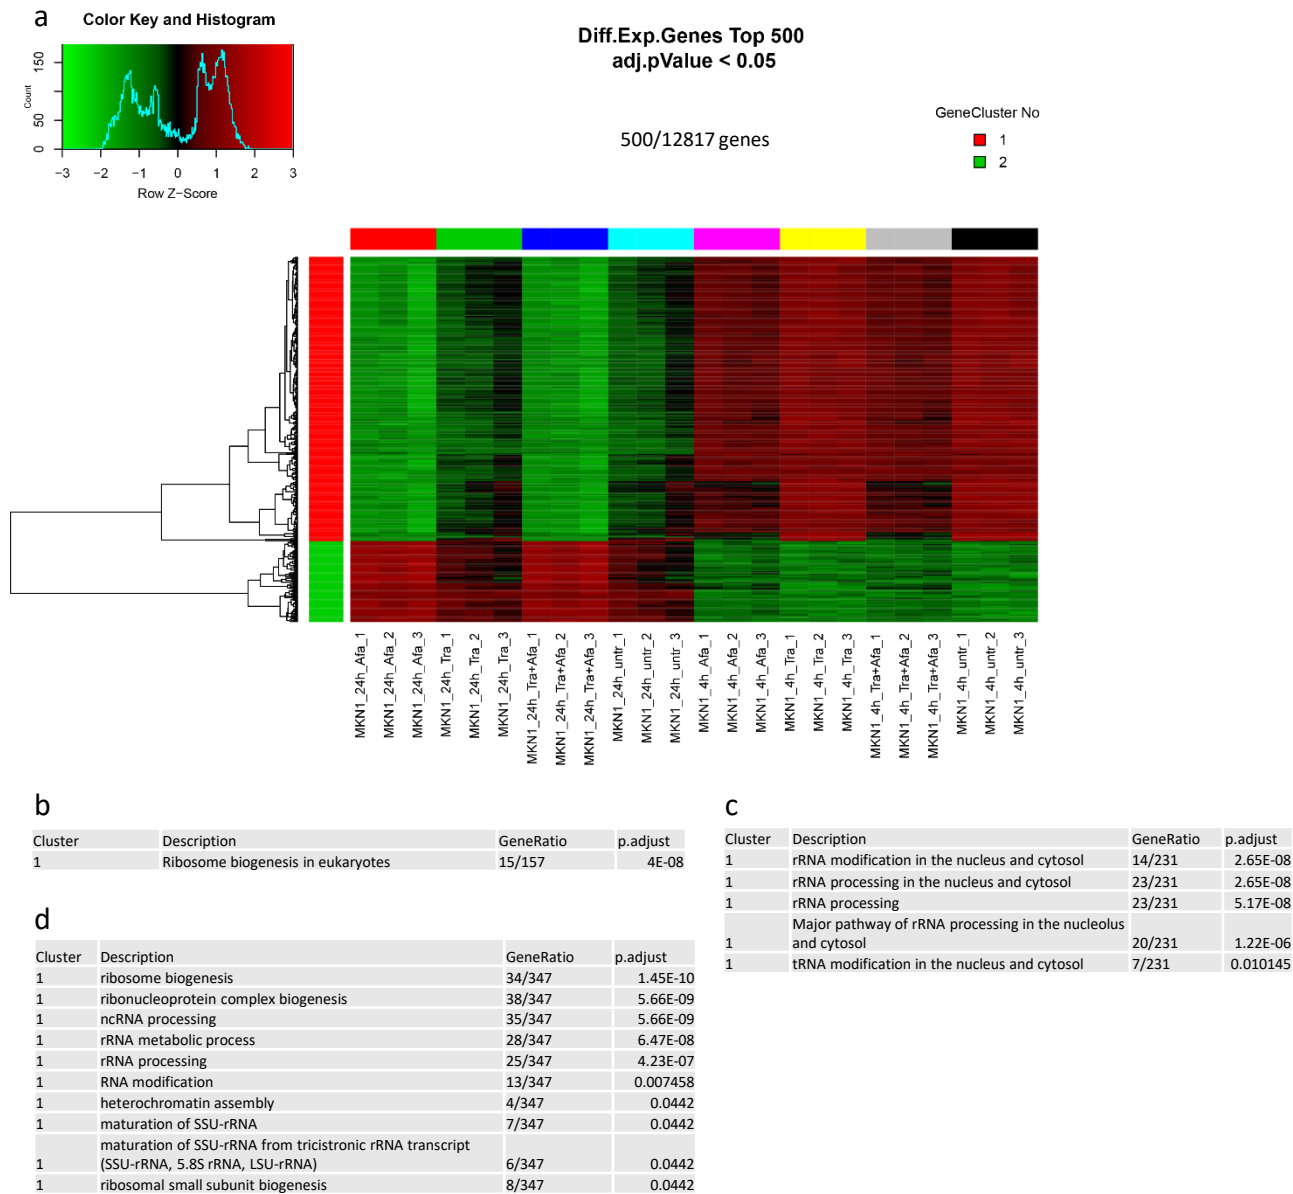 a
Color Key and Histogram
Diff.Exp.Genes Top 500
adj.pValue < 0.05
500/12817 genes
GeneCluster No
1
2
Count
0
50
150
−3 −2 −1 0 1 2 3
Row Z−Score
MKN1_24h_Afa_1
MKN1_24h_Afa_2
MKN1_24h_Afa_3
MKN1_24h_Tra_1
MKN1_24h_Tra_2
MKN1_24h_Tra_3
MKN1_24h_Tra+Afa_1
MKN1_24h_Tra+Afa_2
MKN1_24h_Tra+Afa_3
MKN1_24h_untr_1
MKN1_24h_untr_2
MKN1_24h_untr_3
MKN1_4h_Afa_1
MKN1_4h_Afa_2
MKN1_4h_Afa_3
MKN1_4h_Tra_1
MKN1_4h_Tra_2
MKN1_4h_Tra_3
MKN1_4h_Tra+Afa_1
MKN1_4h_Tra+Afa_2
MKN1_4h_Tra+Afa_3
MKN1_4h_untr_1
MKN1_4h_untr_2
MKN1_4h_untr_3
b
Cluster Description GeneRatio p.adjust
1 Ribosome biogenesis in eukaryotes 15/157 4E-08
c
Cluster Description GeneRatio p.adjust
1 rRNA modification in the nucleus and cytosol 14/231 2.65E-08
1 rRNA processing in the nucleus and cytosol 23/231 2.65E-08
1 rRNA processing 23/231 5.17E-08
Major pathway of rRNA processing in the nucleolus
1 and cytosol 20/231 1.22E-06
1 tRNA modification in the nucleus and cytosol 7/231 0.010145
d
Cluster Description GeneRatio p.adjust
1 ribosome biogenesis 34/347 1.45E-10
1 ribonucleoprotein complex biogenesis 38/347 5.66E-09
1 ncRNA processing 35/347 5.66E-09
1 rRNA metabolic process 28/347 6.47E-08
1 rRNA processing 25/347 4.23E-07
1 RNA modification 13/347 0.007458
1 heterochromatin assembly 4/347 0.0442
1 maturation of SSU-rRNA 7/347 0.0442
maturation of SSU-rRNA from tricistronic rRNA transcript
1 (SSU-rRNA, 5.8S rRNA, LSU-rRNA) 6/347 0.0442
1 ribosomal small subunit biogenesis 8/347 0.0442